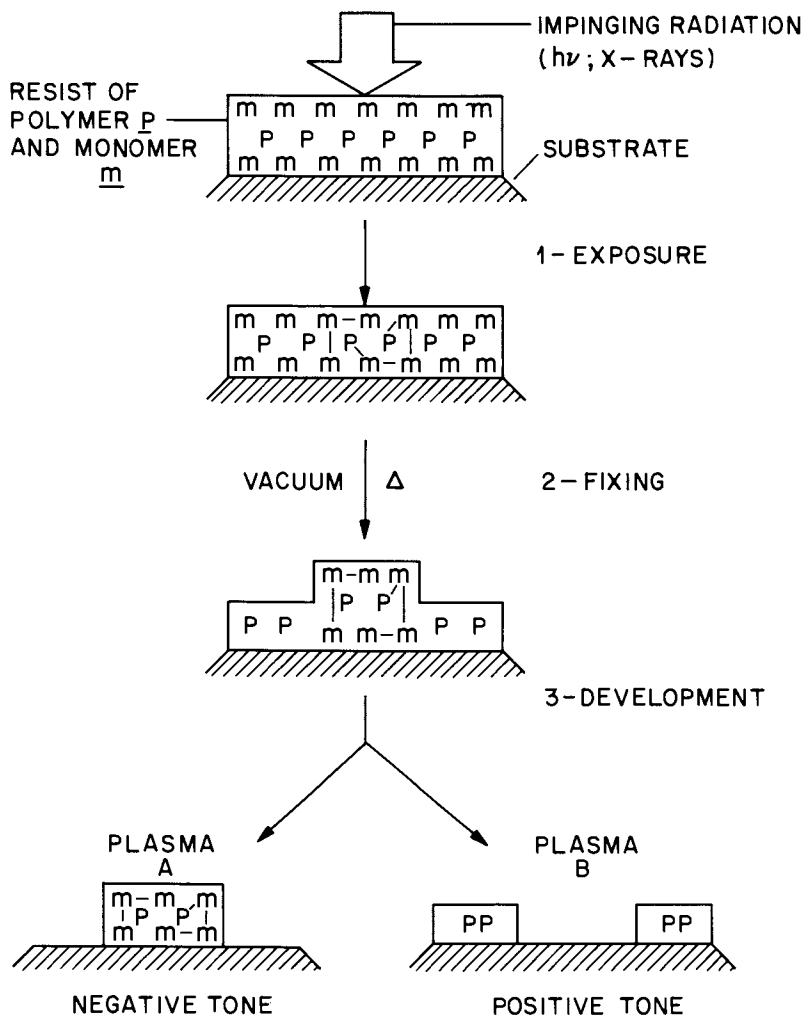 IMPINGING RADIATION
(hν; X-RAYS)
RESIST OF
POLYMER P
AND MONOMER
m
m m m m m m m
P P P P P P
m m m m m m m
SUBSTRATE
1-EXPOSURE
m m m-m m m m
P P P P P P
m m m m-m m m
VACUUM Δ 2-FIXING
m-m m
P P P P P P
m m-m
3-DEVELOPMENT
PLASMA
A
m-m m
P P
m m-m
NEGATIVE TONE
PLASMA
B
PP PP
POSITIVE TONE